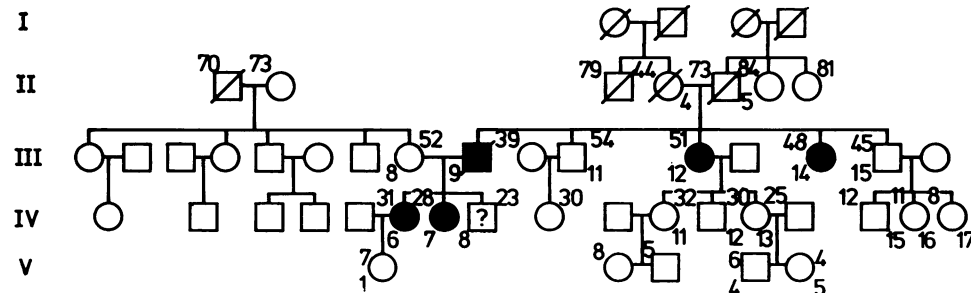 I
II 70 73 79 44 73 84 81
4 5
III 52 39 54 51 48 45
8 9 11 12 14 15
IV 31 28 23 30 32 30 25 12 11 8
6 7 8 ? 11 12 13 15 16 17
V 7 8 5 6 4
1 4 5